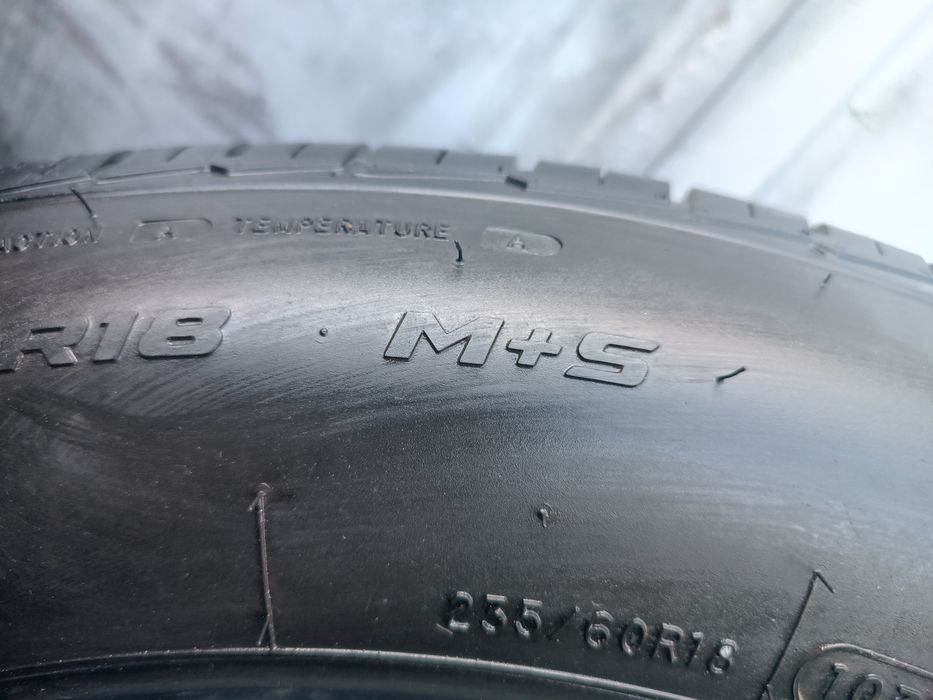 A TEMPERATURE A
R18 M+S
235/60R18